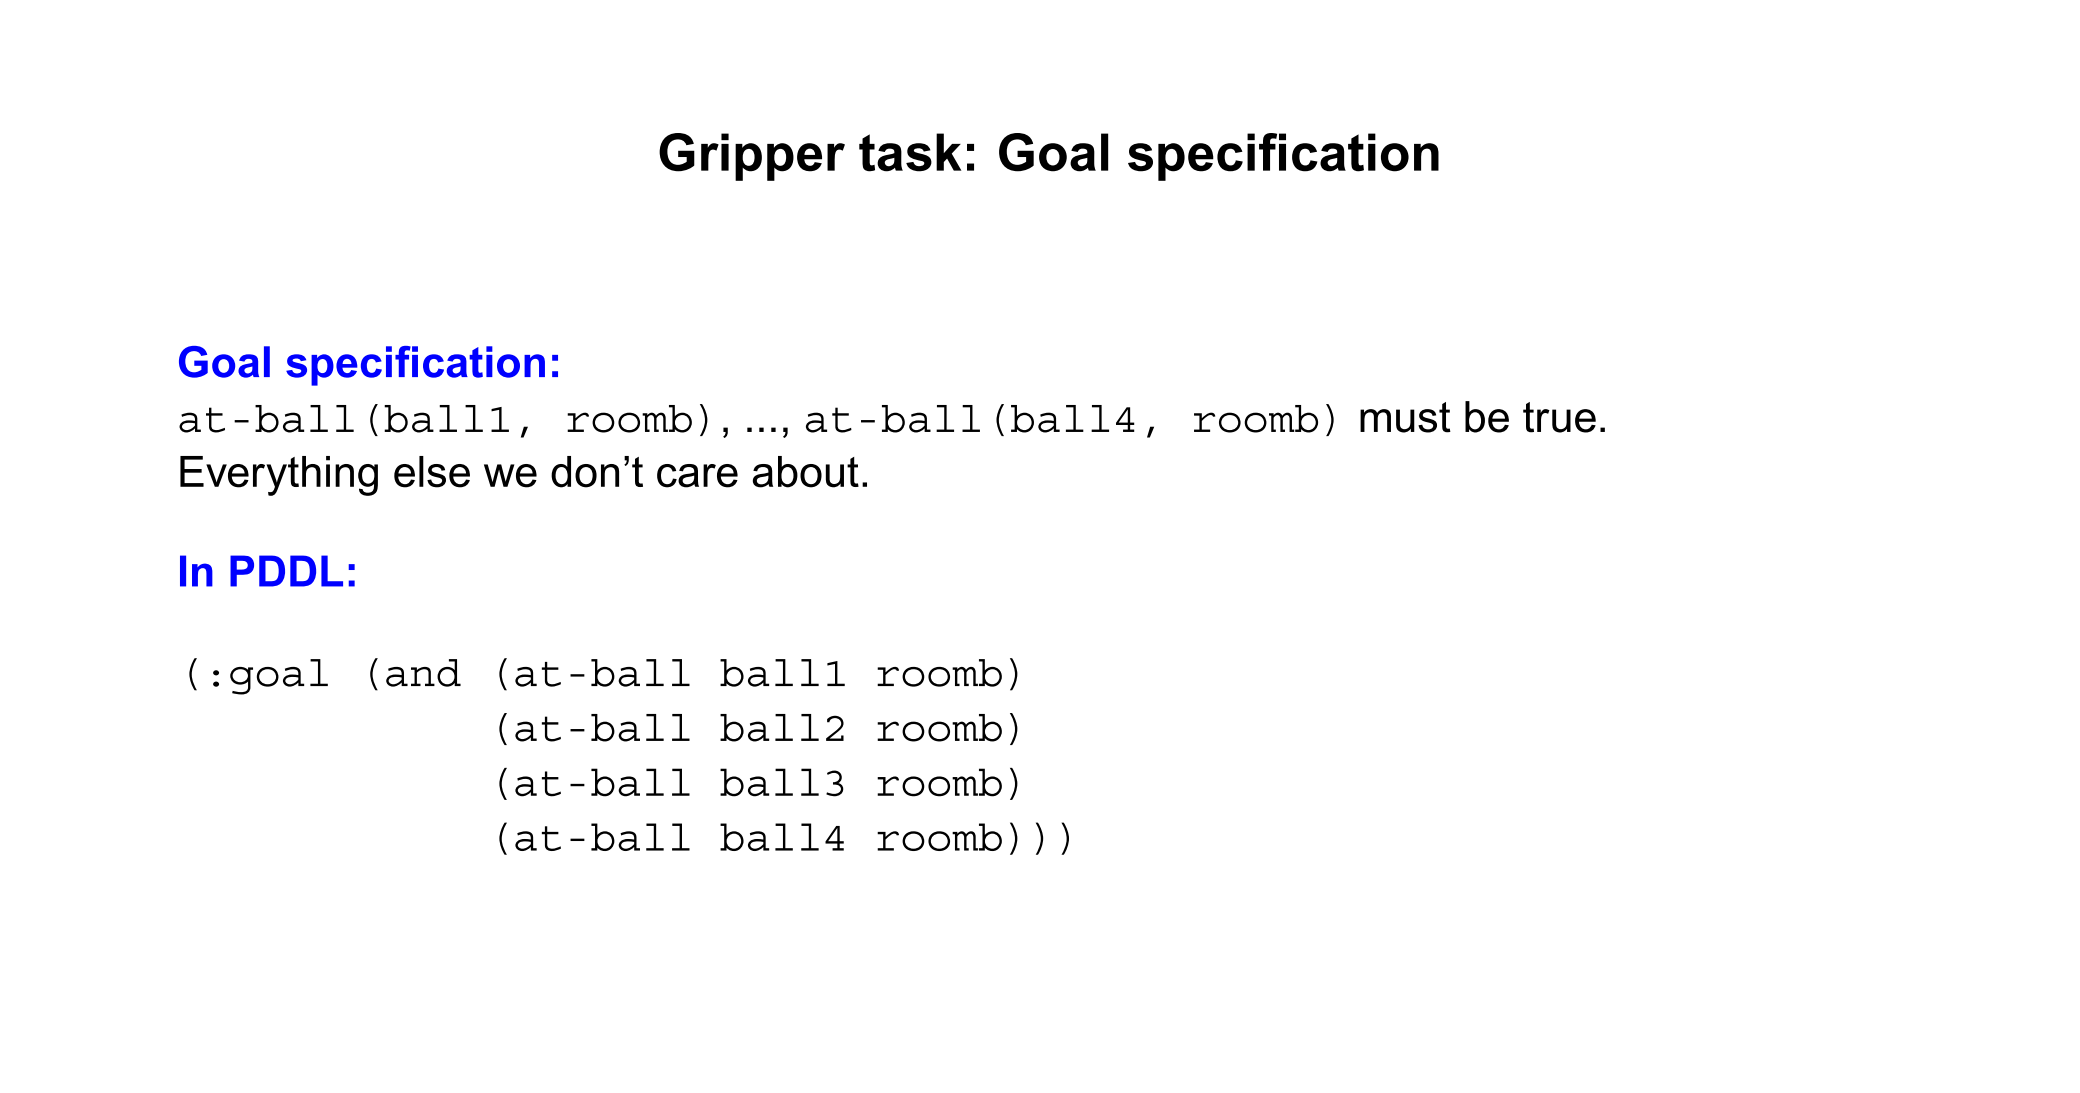 Gripper task: Goal specification
Goal specification:
at-ball(ball1, roomb), ..., at-ball(ball4, roomb) must be true.
Everything else we don’t care about.
In PDDL:
(:goal (and (at-ball ball1 roomb)
(at-ball ball2 roomb)
(at-ball ball3 roomb)
(at-ball ball4 roomb)))